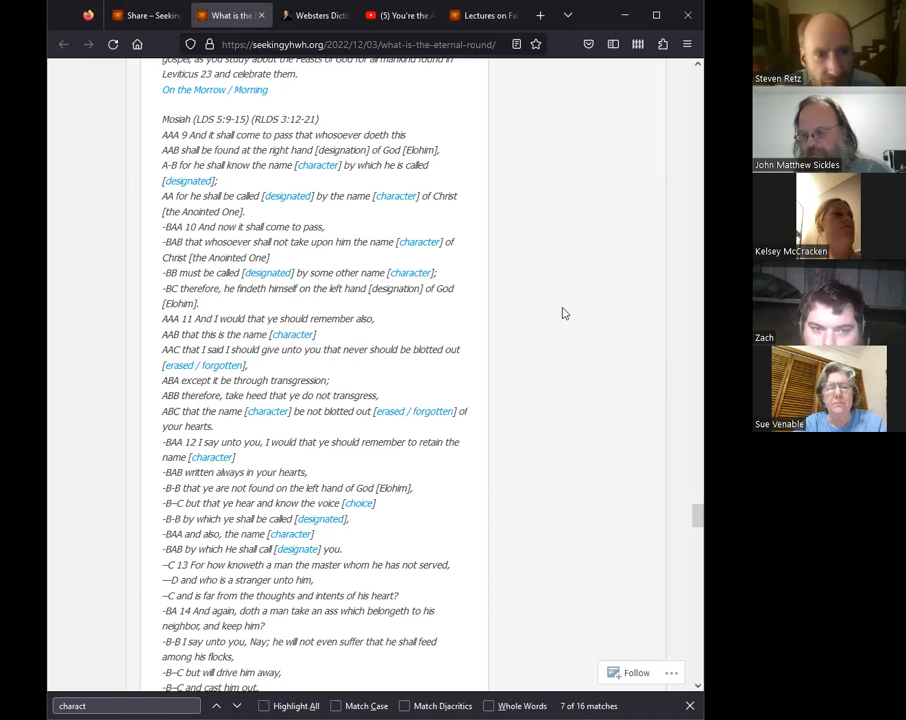 Share – Seeki
What is the
Websters Dicti
(5) You're the A
Lectures on Fa
https://seekingyhwh.org/2022/12/03/what-is-the-eternal-round/
gospel, as you study about the Feasts of God for all mankind found in
Leviticus 23 and celebrate them.
On the Morrow / Morning
Mosiah (LDS 5:9-15) (RLDS 3:12-21)
AAA 9 And it shall come to pass that whosoever doeth this
AAB shall be found at the right hand [designation] of God [Elohim],
A-B for he shall know the name [character] by which he is called
[designated];
AA for he shall be called [designated] by the name [character] of Christ
[the Anointed One].
-BAA 10 And now it shall come to pass,
-BAB that whosoever shall not take upon him the name [character] of
Christ [the Anointed One]
-BB must be called [designated] by some other name [character];
-BC therefore, he findeth himself on the left hand [designation] of God
[Elohim].
AAA 11 And I would that ye should remember also,
AAB that this is the name [character]
AAC that I said I should give unto you that never should be blotted out
[erased / forgotten],
ABA except it be through transgression;
ABB therefore, take heed that ye do not transgress,
ABC that the name [character] be not blotted out [erased / forgotten] of
your hearts.
-BAA 12 I say unto you, I would that ye should remember to retain the
name [character]
-BAB written always in your hearts,
-B-B that ye are not found on the left hand of God [Elohim],
-B–C but that ye hear and know the voice [choice]
-B-B by which ye shall be called [designated],
-BAA and also, the name [character]
-BAB by which He shall call [designate] you.
–C 13 For how knoweth a man the master whom he has not served,
—D and who is a stranger unto him,
–C and is far from the thoughts and intents of his heart?
-BA 14 And again, doth a man take an ass which belongeth to his
neighbor, and keep him?
-B-B I say unto you, Nay; he will not even suffer that he shall feed
among his flocks,
-B–C but will drive him away,
-B–C and cast him out.
Follow
charact
Highlight All
Match Case
Match Diacritics
Whole Words
7 of 16 matches
Steven Retz
John Matthew Sickles
Kelsey McCracken
Zach
Sue Venable